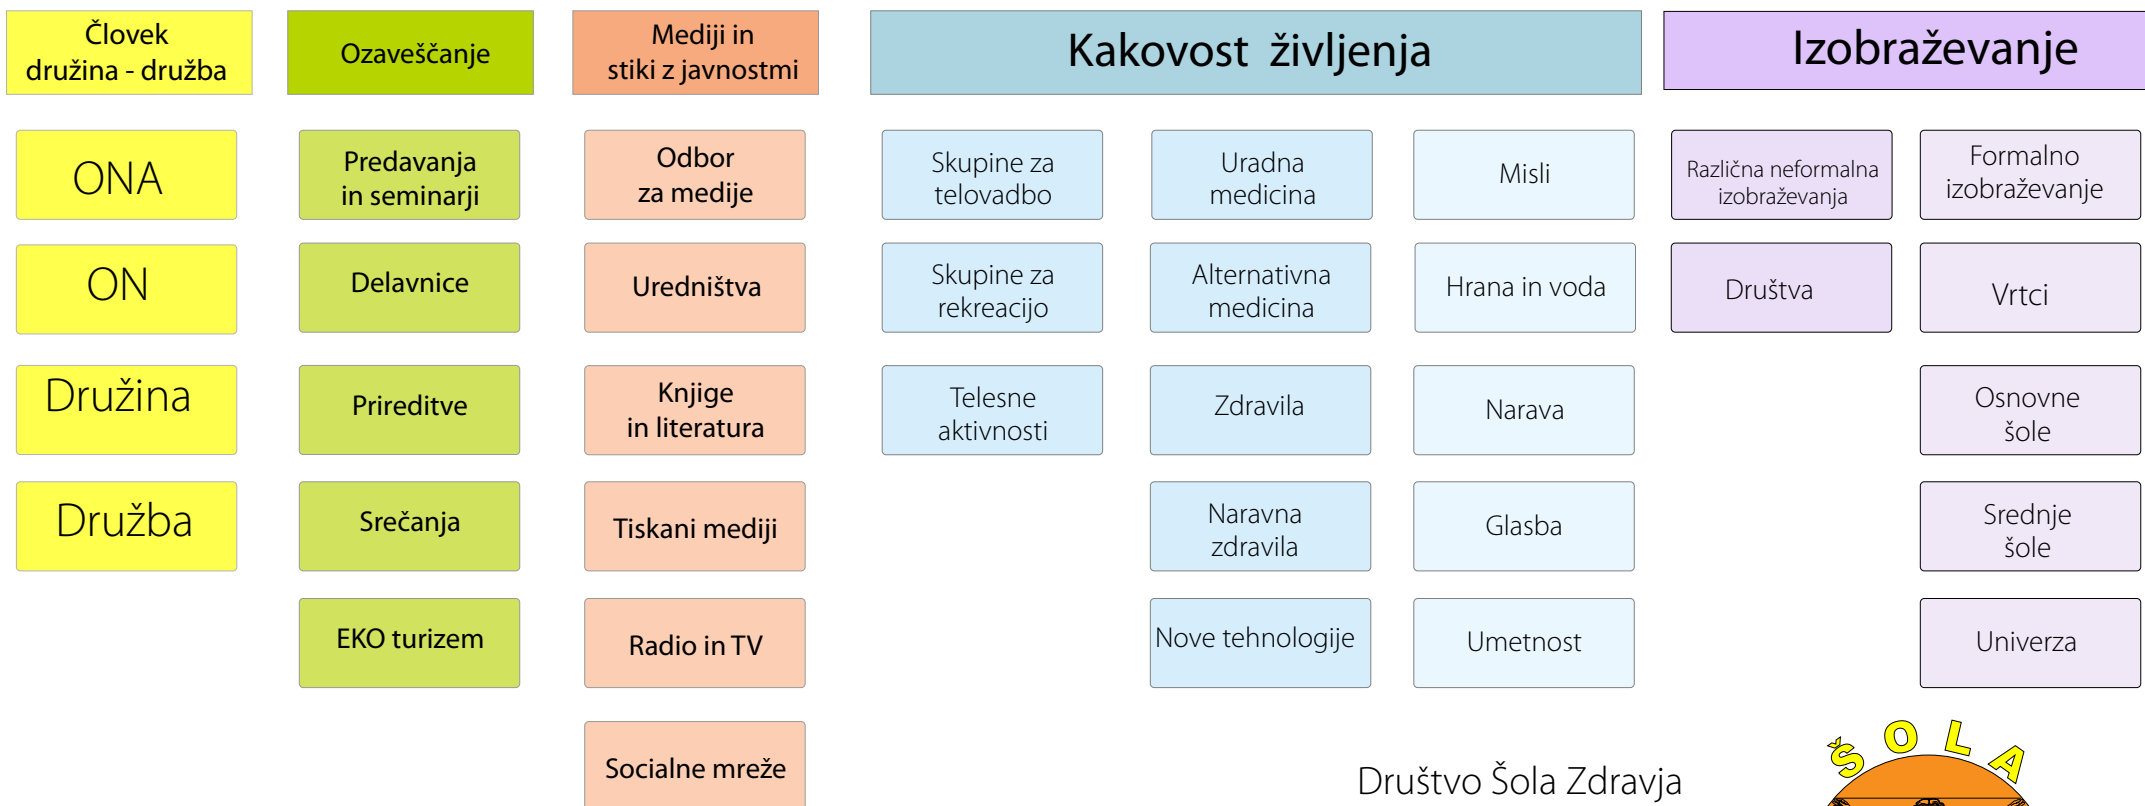 Človek
družina - družba
Ozaveščanje
Mediji in
stiki z javnostmi
Kakovost življenja
Izobraževanje
ONA
ON
Družina
Družba
Predavanja
in seminarji
Delavnice
Prireditve
Srečanja
EKO turizem
Odbor
za medije
Uredništva
Knjige
in literatura
Tiskani mediji
Radio in TV
Socialne mreže
Skupine za
telovadbo
Skupine za
rekreacijo
Telesne
aktivnosti
Uradna
medicina
Alternativna
medicina
Zdravila
Naravna
zdravila
Nove tehnologije
Misli
Hrana in voda
Narava
Glasba
Umetnost
Različna neformalna
izobraževanja
Društva
Formalno
izobraževanje
Vrtci
Osnovne
šole
Srednje
šole
Univerza
Društvo Šola Zdravja
ŠOLA